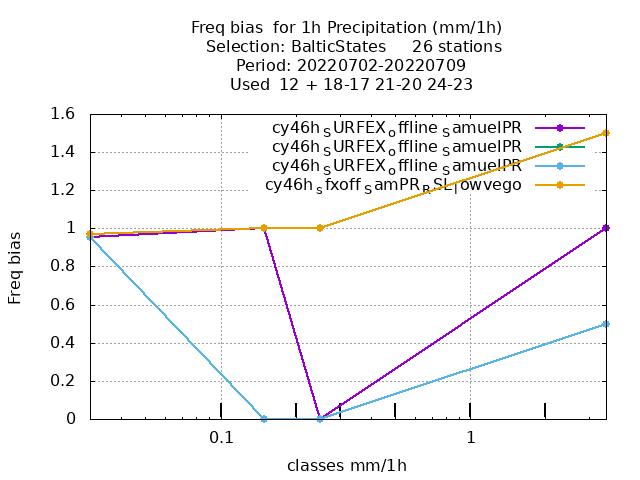 Freq bias  for 1h Precipitation (mm/1h)
Selection: BalticStates     26 stations
Period: 20220702-20220709
Used  12 + 18-17 21-20 24-23
cy46h_SURFEX_offline_SamuelPR
cy46h_SURFEX_offline_SamuelPR
cy46h_SURFEX_offline_SamuelPR
cy46h_sfxoff_SamPR_RSL_lowvego
1.6
1.4
1.2
1
0.8
0.6
0.4
0.2
0
Freq bias
0.1
1
classes mm/1h